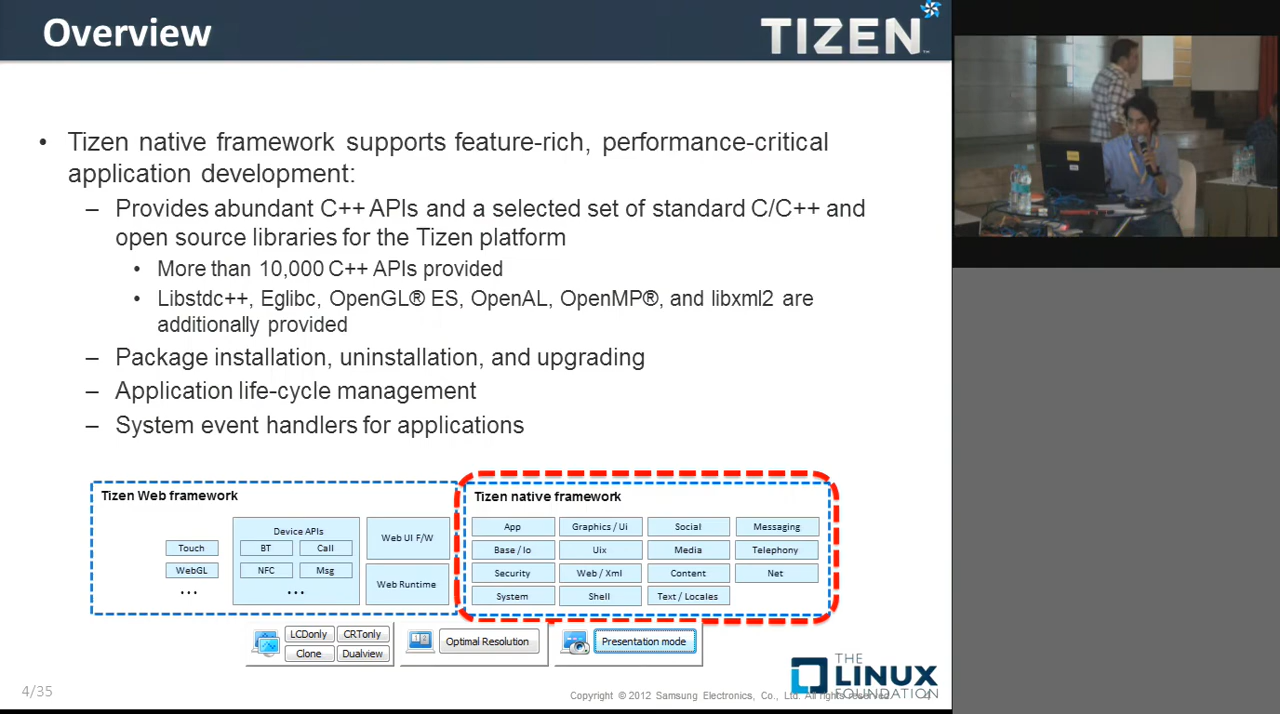 Overview
TIZEN™
• Tizen native framework supports feature-rich, performance-critical
application development:
– Provides abundant C++ APIs and a selected set of standard C/C++ and
open source libraries for the Tizen platform
• More than 10,000 C++ APIs provided
• Libstdc++, Eglibc, OpenGL® ES, OpenAL, OpenMP®, and libxml2 are
additionally provided
– Package installation, uninstallation, and upgrading
– Application life-cycle management
– System event handlers for applications
Tizen Web framework
Touch
WebGL
...
Device APIs
BT Call
NFC Msg
...
Web UI F/W
Web Runtime
Tizen native framework
App Graphics / Ui Social Messaging
Base / Io Uix Media Telephony
Security Web / Xml Content Net
System Shell Text / Locales
LCDonly CRTonly
Clone Dualview
Optimal Resolution
Presentation mode
THE
LINUX
FOUNDATION
4/35
Copyright © 2012 Samsung Electronics, Co., Ltd. All rights reserved. 4